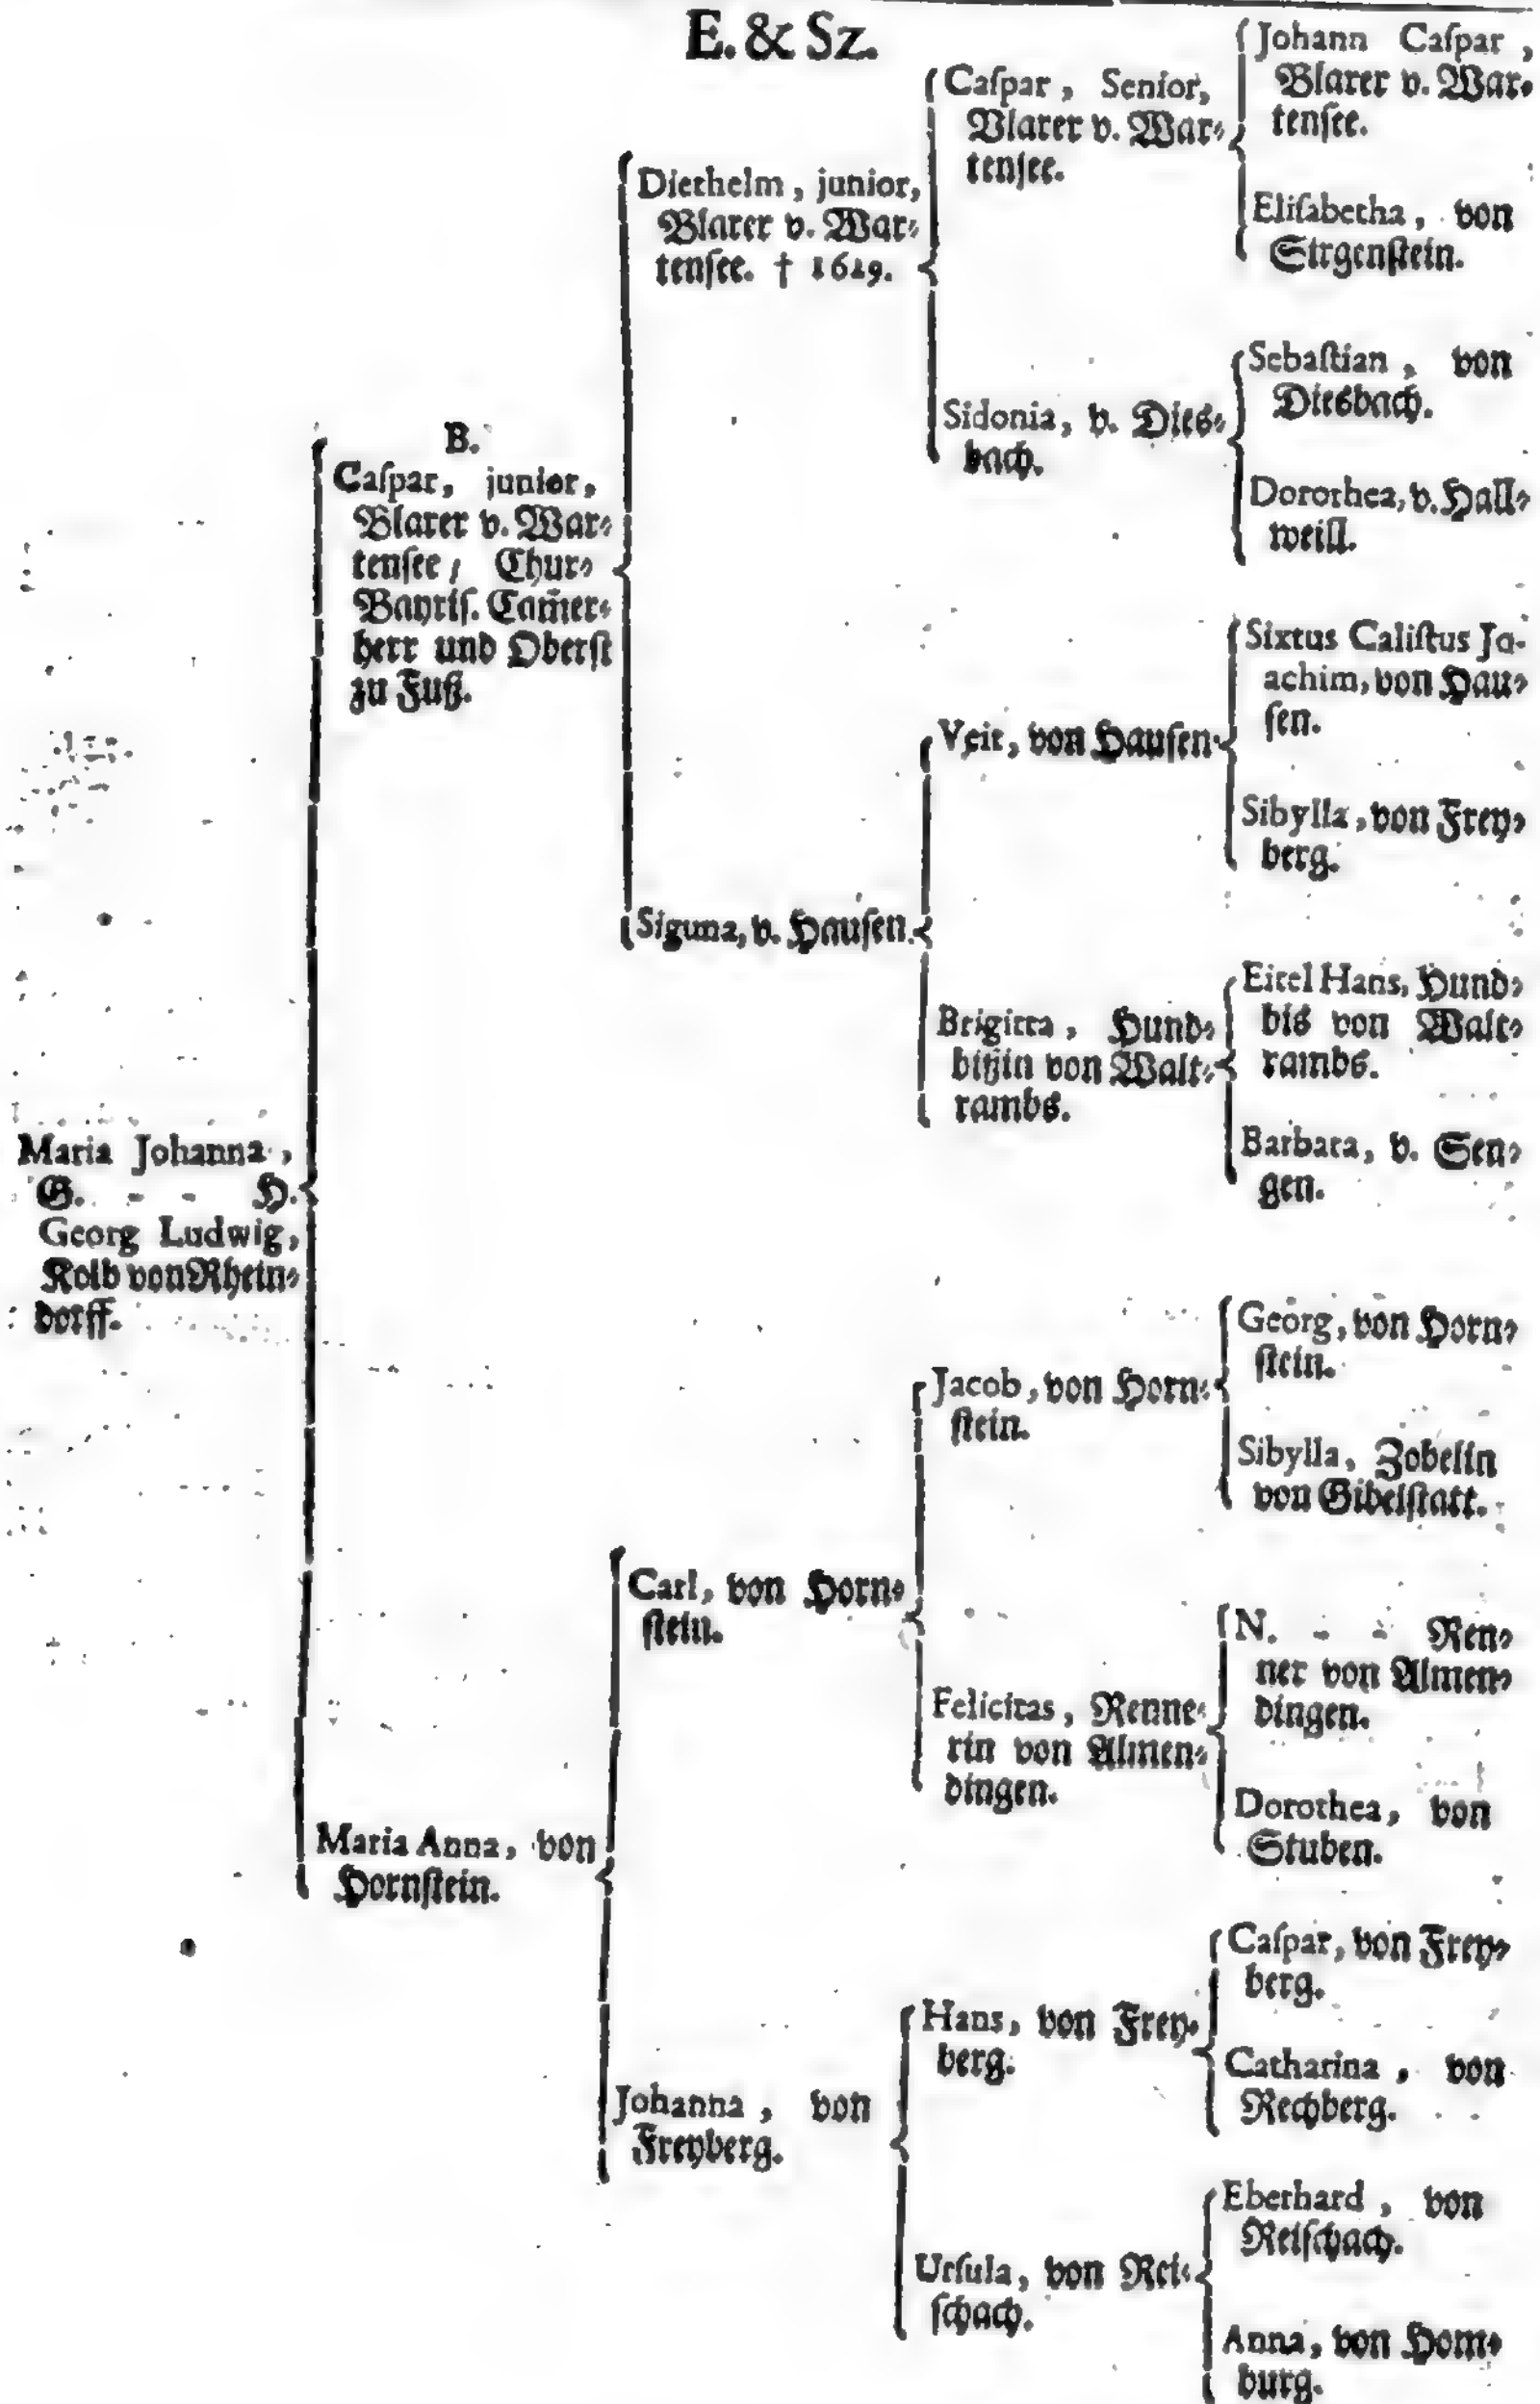 E. & Sz.
Maria Johanna,
G. - - H.
Georg Ludwig,
Kolb von Rhein-
dorff.
B.
Caſpar, junior,
Blarer v. War-
tenſee, Chur-
Bayriſ. Cam̃er-
herr und Oberſt
zu Fuß.
Maria Anna, von
Hornſtein.
Diethelm, junior,
Blarer v. War-
tenſee. † 1629.
Siguna, v. Hauſen.
Carl, von Horn-
ſtein.
Johanna, von
Freyberg.
Caſpar, Senior,
Blarer v. War-
tenſee.
Sidonia, v. Dies-
bach.
Veit, von Hauſen.
Brigitta, Hund-
bißin von Walt-
rambs.
Jacob, von Horn-
ſtein.
Felicitas, Renne-
rin von Almen-
dingen.
Hans, von Frey-
berg.
Urſula, von Rei-
ſchach.
Johann Caſpar,
Blarer v. War-
tenſee.
Eliſabetha, von
Sirgenſtein.
Sebaſtian, von
Diesbach.
Dorothea, v. Hall-
weill.
Sixtus Caliſtus Jo-
achim, von Hau-
ſen.
Sibylla, von Frey-
berg.
Eitel Hans, Hund-
bis von Walt-
rambs.
Barbara, v. Sen-
gen.
Georg, von Horn-
ſtein.
Sibylla, Zobelin
von Gibelſtatt.
N. - - Ren-
ner von Almen-
dingen.
Dorothea, von
Stuben.
Caſpar, von Frey-
berg.
Catharina, von
Rechberg.
Eberhard, von
Reiſchach.
Anna, von Hom-
burg.